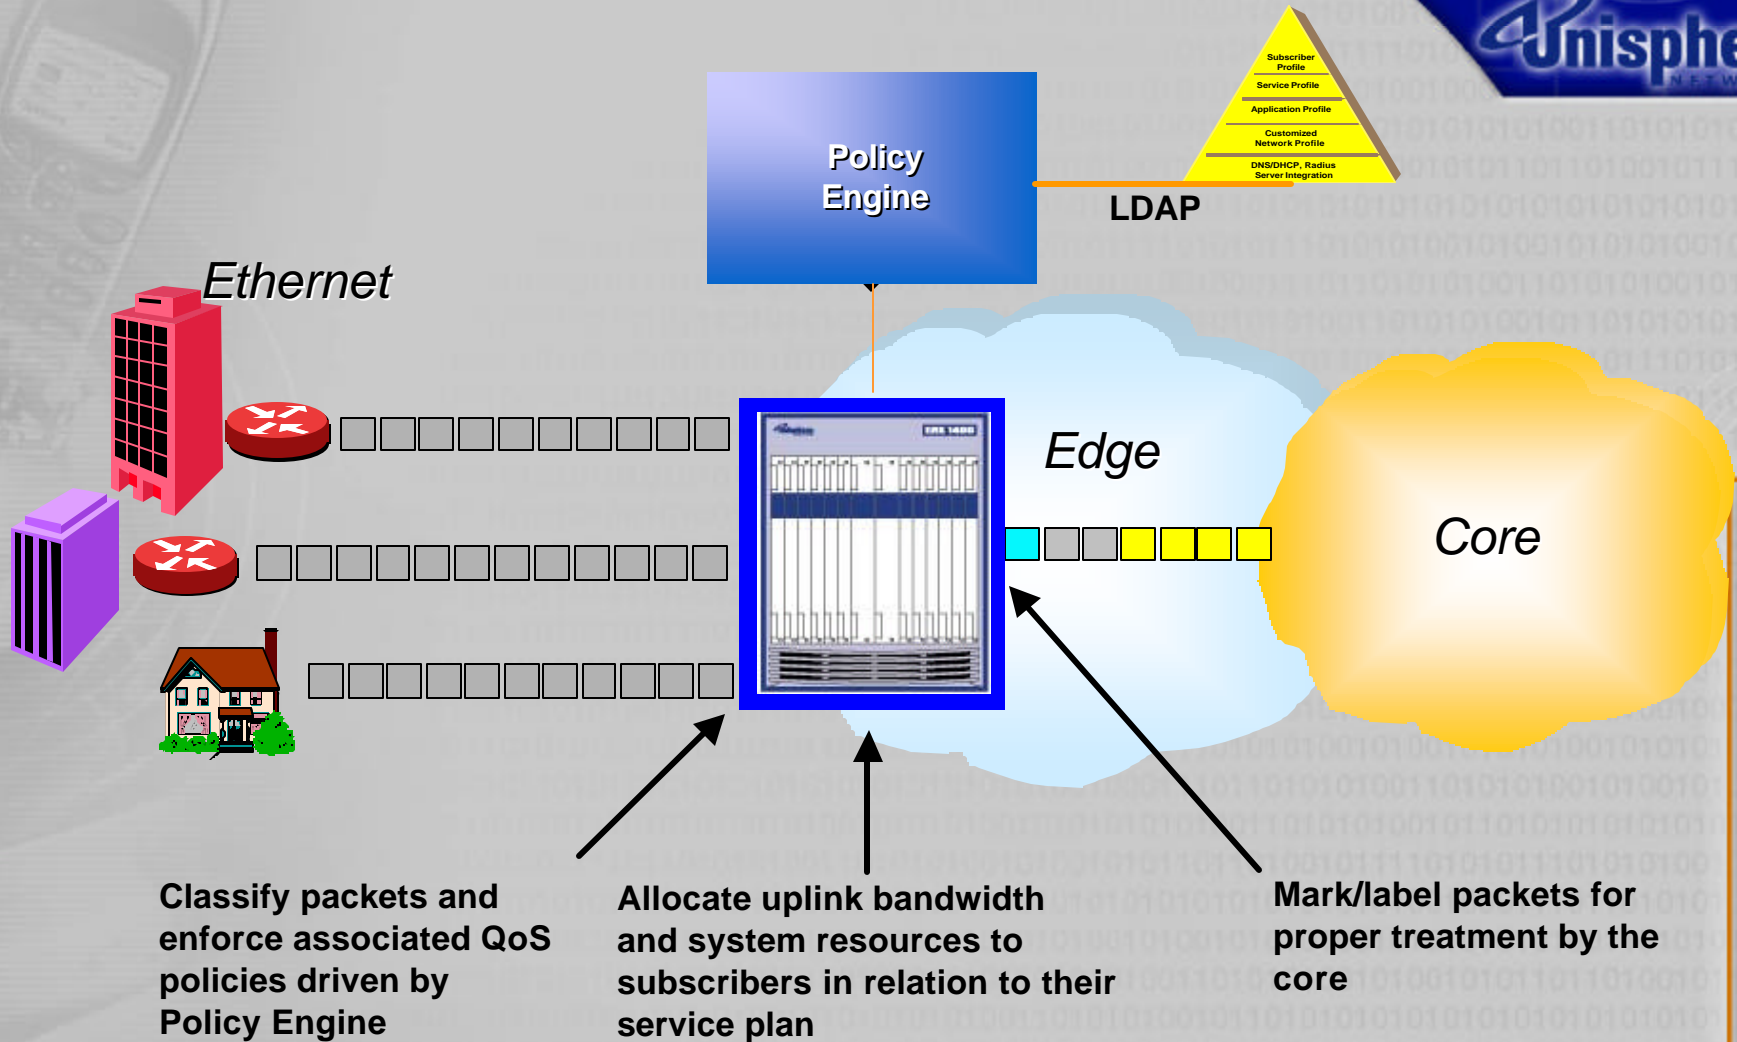 Unisphe
NETW
Subscriber
Profile
Service Profile
Application Profile
Customized
Network Profile
DNS/DHCP, Radius
Server Integration
Policy
Engine
LDAP
Ethernet
Edge
Core
Classify packets and
enforce associated QoS
policies driven by
Policy Engine
Allocate uplink bandwidth
and system resources to
subscribers in relation to their
service plan
Mark/label packets for
proper treatment by the
core